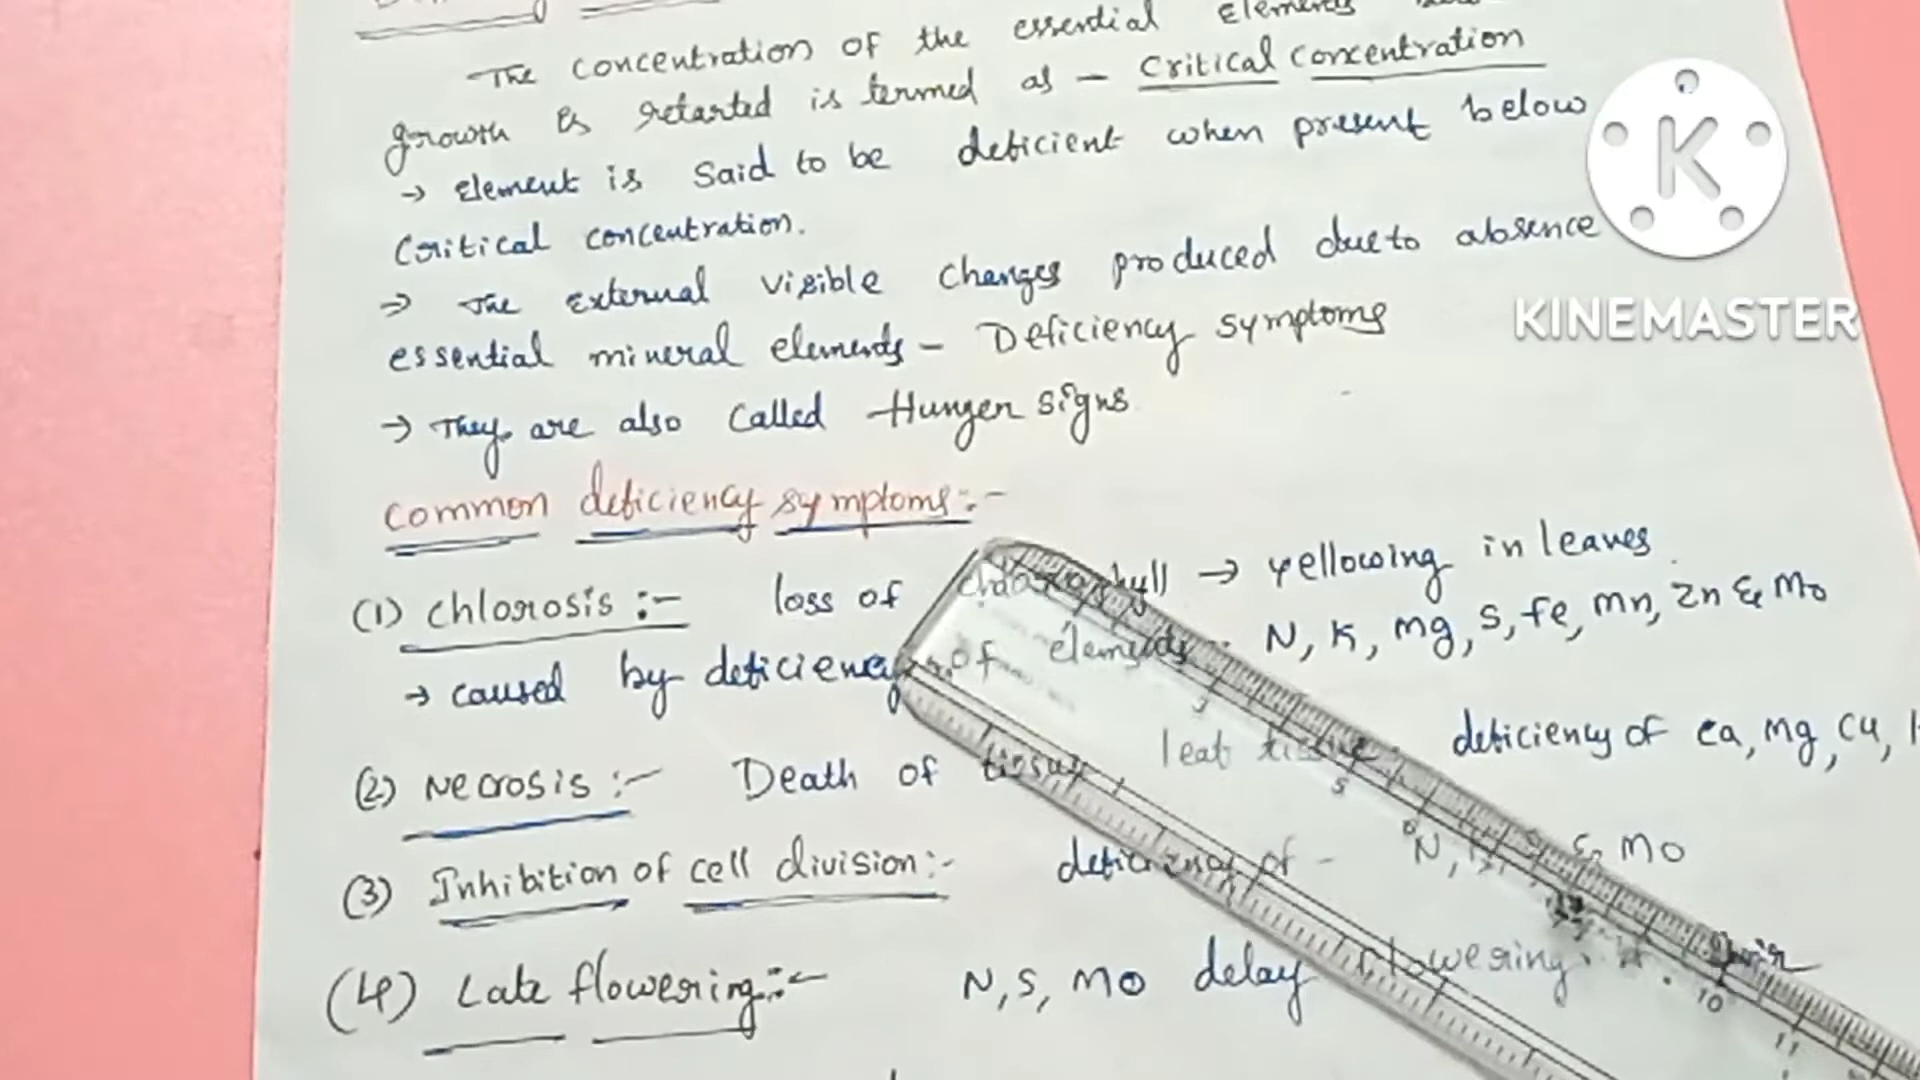 The concentration of the essential elements
growth is retarted is termed as - Critical concentration
→ Element is said to be deficient when present below
Critical concentration.
→ The External visible changes produced due to absence
essential mineral elements - Deficiency symptoms
→ They are also called Hunger signs
common deficiency symptoms:-
(1) Chlorosis :- loss of chlorophyll → yellowing in leaves
→ caused by deficiency of elements N, K, Mg, S, Fe, Mn, Zn & Mo
(2) Necrosis :- Death of tissue leaf tissue. deficiency of Ca, Mg, Cu,
(3) Inhibition of cell division:- deficiency of - N, & Mo
(4) Late flowering:- N, S, Mo delay flowering.
K
KINEMASTER
5
10
11